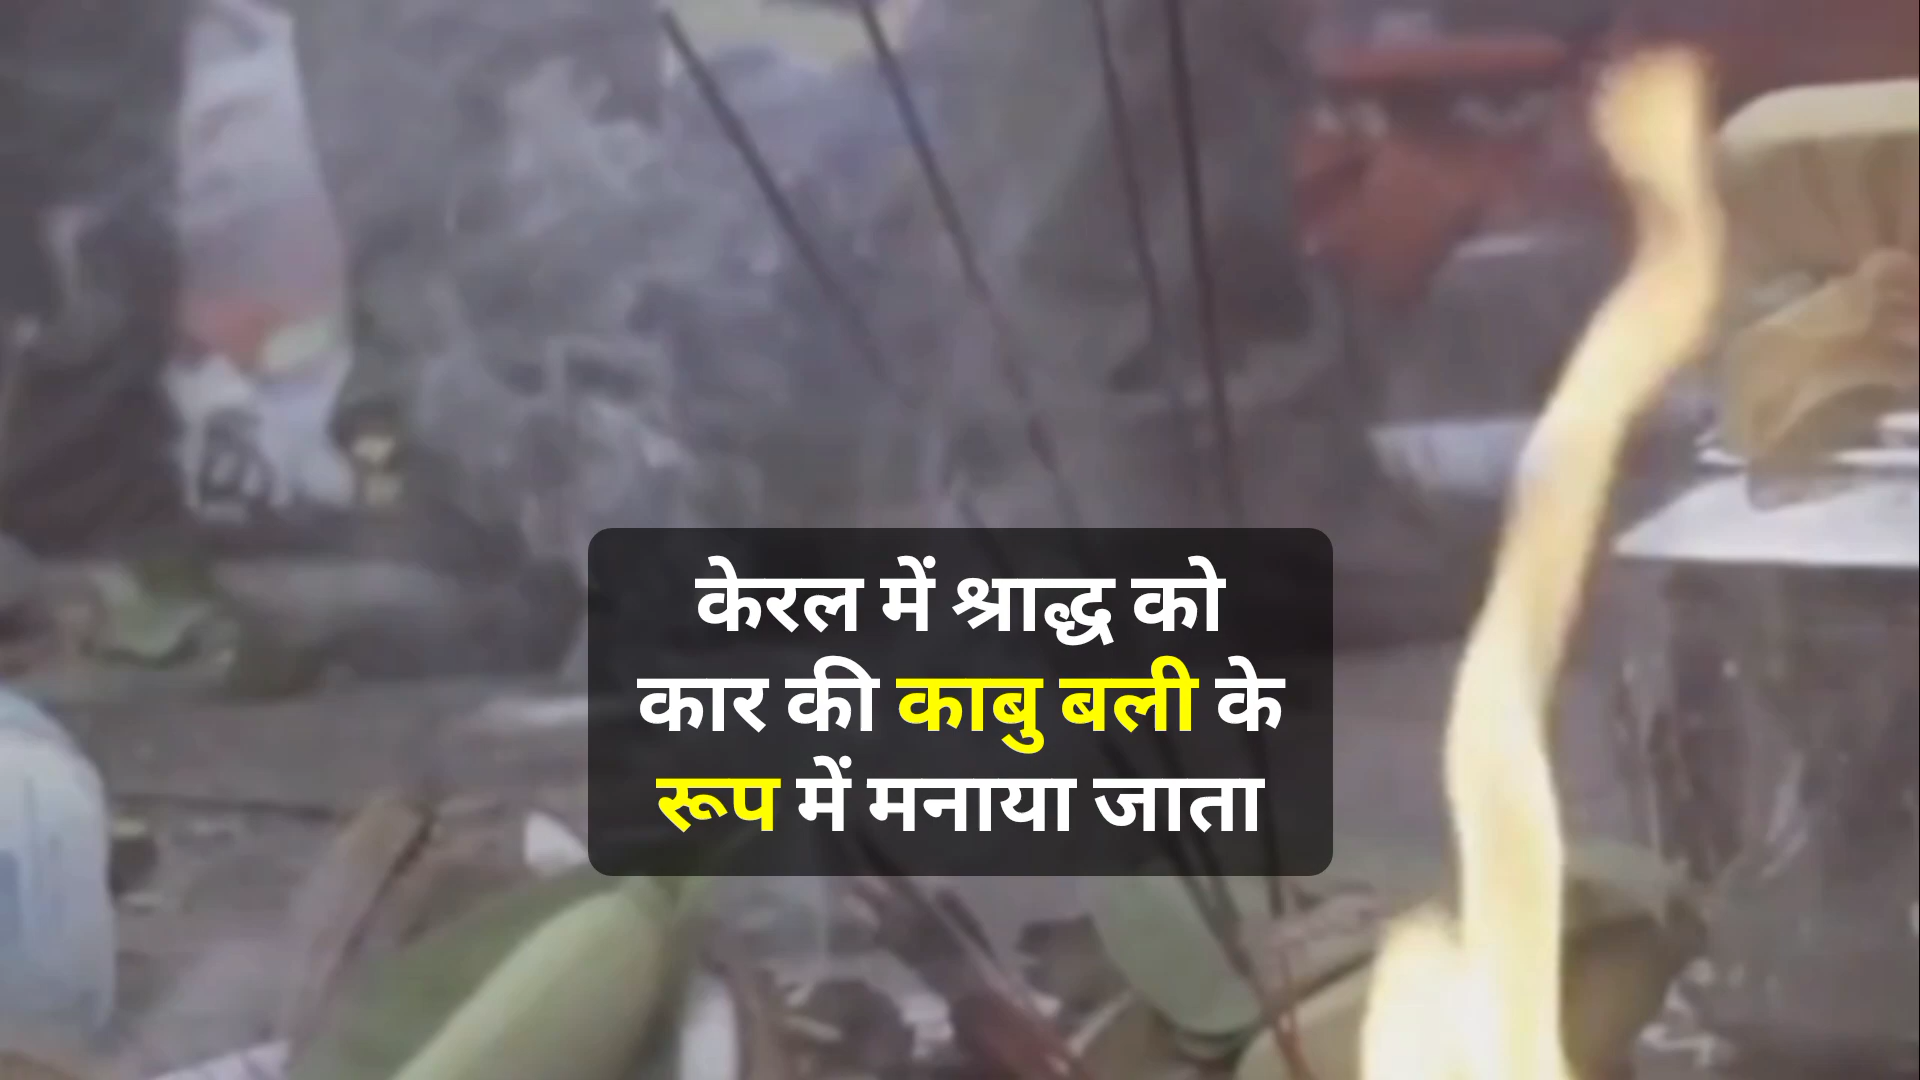 केरल में श्राद्ध को
कार की काबु बली के
रूप में मनाया जाता